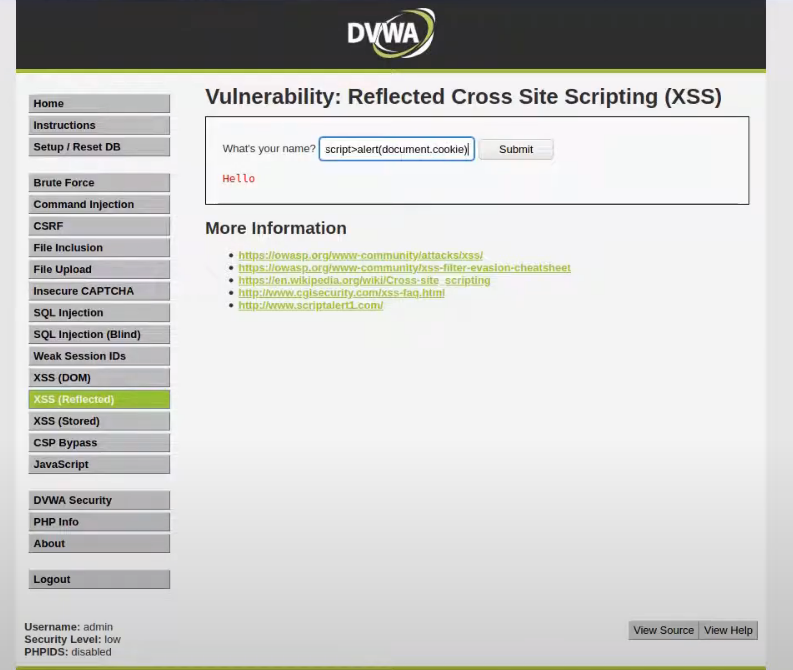 DVWA
Vulnerability: Reflected Cross Site Scripting (XSS)
Home
Instructions
Setup / Reset DB
Brute Force
Command Injection
CSRF
File Inclusion
File Upload
Insecure CAPTCHA
SQL Injection
SQL Injection (Blind)
Weak Session IDs
XSS (DOM)
XSS (Reflected)
XSS (Stored)
CSP Bypass
JavaScript
DVWA Security
PHP Info
About
Logout
What's your name? script>alert(document.cookie) Submit
Hello
More Information
https://owasp.org/www-community/attacks/xss/
https://owasp.org/www-community/xss-filter-evasion-cheatsheet
https://en.wikipedia.org/wiki/Cross-site_scripting
http://www.cgisecurity.com/xss-faq.html
http://www.scriptalert1.com/
Username: admin
Security Level: low
PHPIDS: disabled
View Source View Help